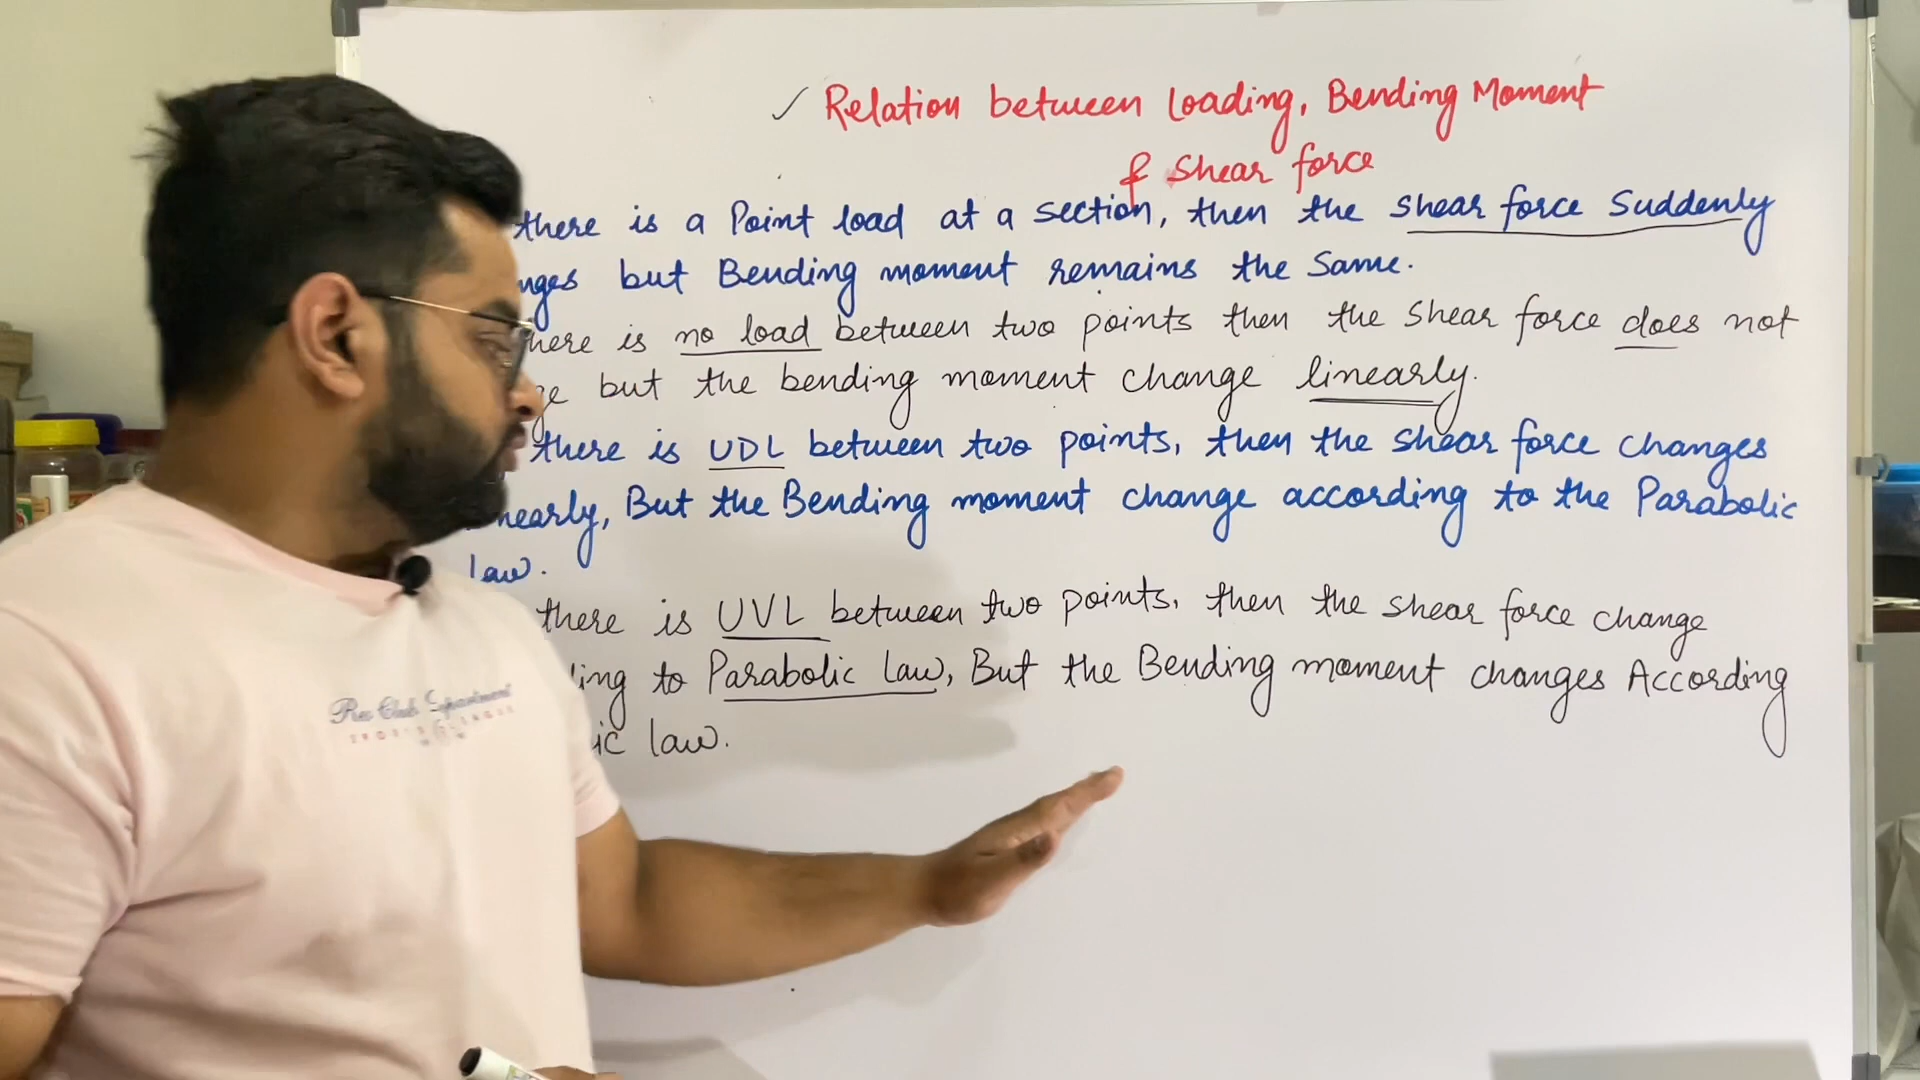 ✓ Relation between Loading, Bending Moment
& Shear force
there is a Point load at a section, then the shear force Suddenly
nges but Bending moment remains the Same.
here is no load between two points then the shear force does not
ge but the bending moment change linearly.
there is UDL between two points, then the shear force changes
nearly, But the Bending moment change according to the Parabolic
law.
there is UVL between two points, then the shear force change
ding to Parabolic law, But the Bending moment changes According
ic law.